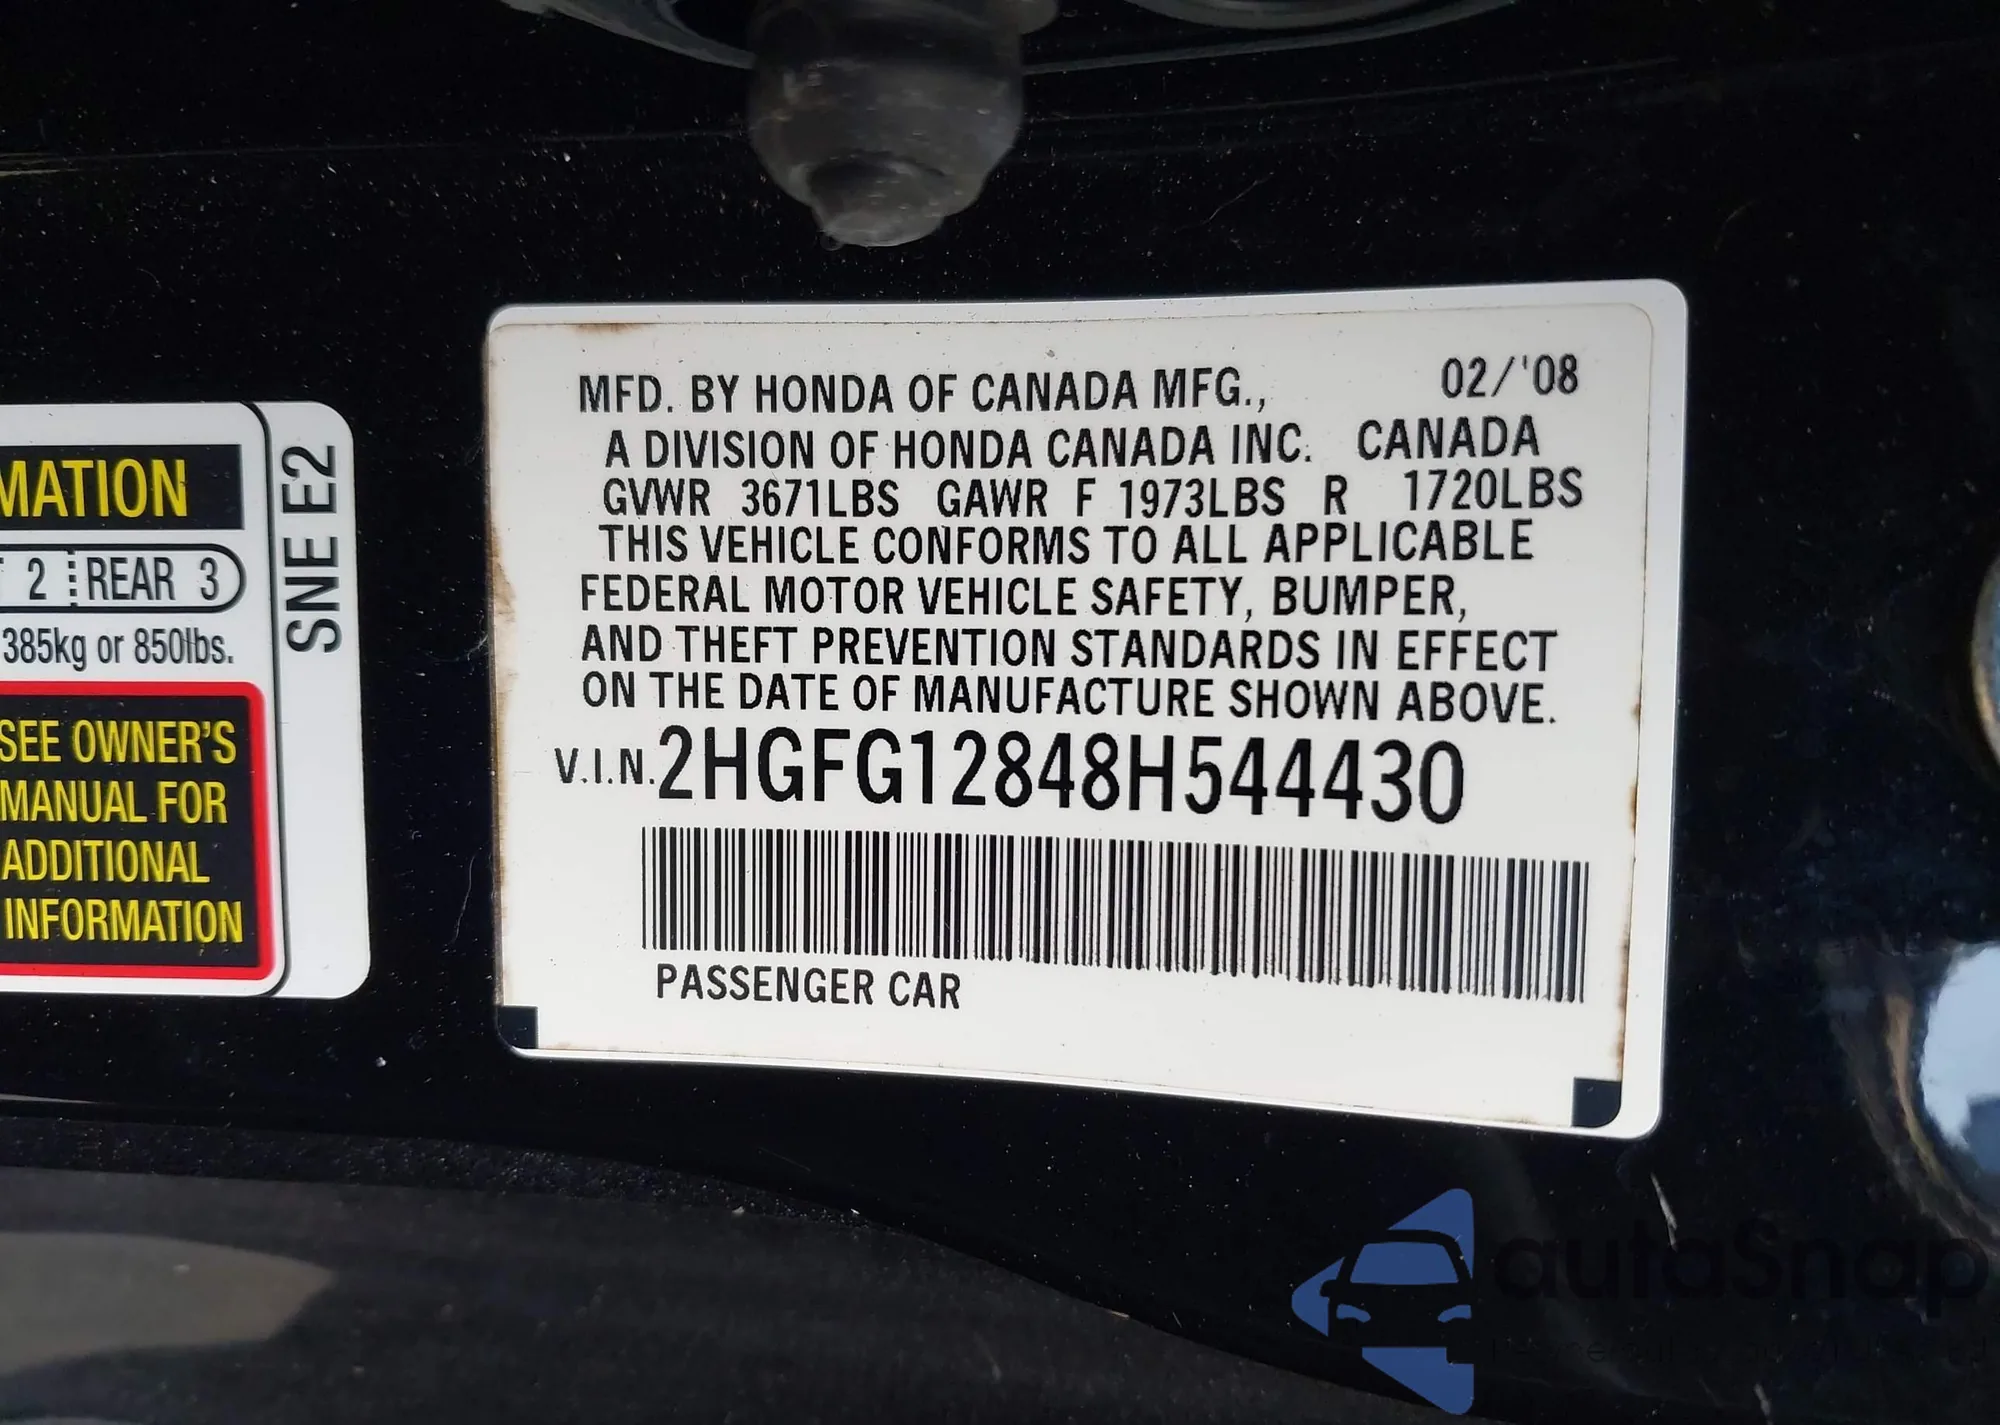 MATION
2 REAR 3
385kg or 850lbs.
SEE OWNER'S
MANUAL FOR
ADDITIONAL
INFORMATION
SNE E2
MFD. BY HONDA OF CANADA MFG., 02/'08
A DIVISION OF HONDA CANADA INC. CANADA
GVWR 3671LBS GAWR F 1973LBS R 1720LBS
THIS VEHICLE CONFORMS TO ALL APPLICABLE
FEDERAL MOTOR VEHICLE SAFETY, BUMPER,
AND THEFT PREVENTION STANDARDS IN EFFECT
ON THE DATE OF MANUFACTURE SHOWN ABOVE.
V.I.N. 2HGFG12848H544430
PASSENGER CAR
autoSnap